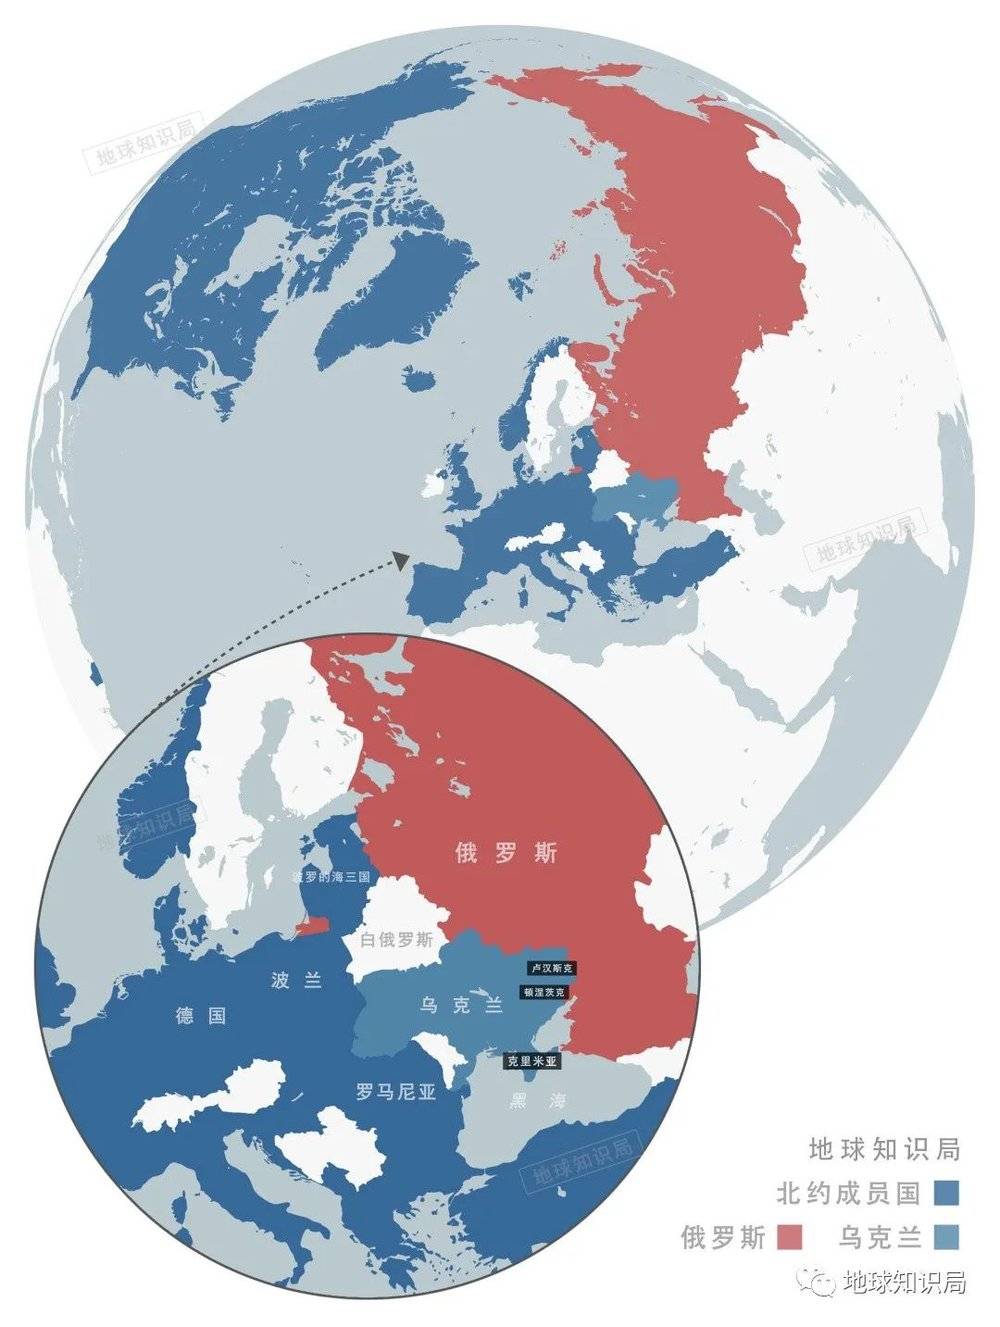 地球知识局
地球知识局
俄罗斯
地球知识局
波罗的海三国
白俄罗斯
卢汉斯克
波兰
顿涅茨克
乌克兰
德国
克里米亚
罗马尼亚
黑海
地球知识局
地球知识局
北约成员国
俄罗斯 乌克兰
地球知识局